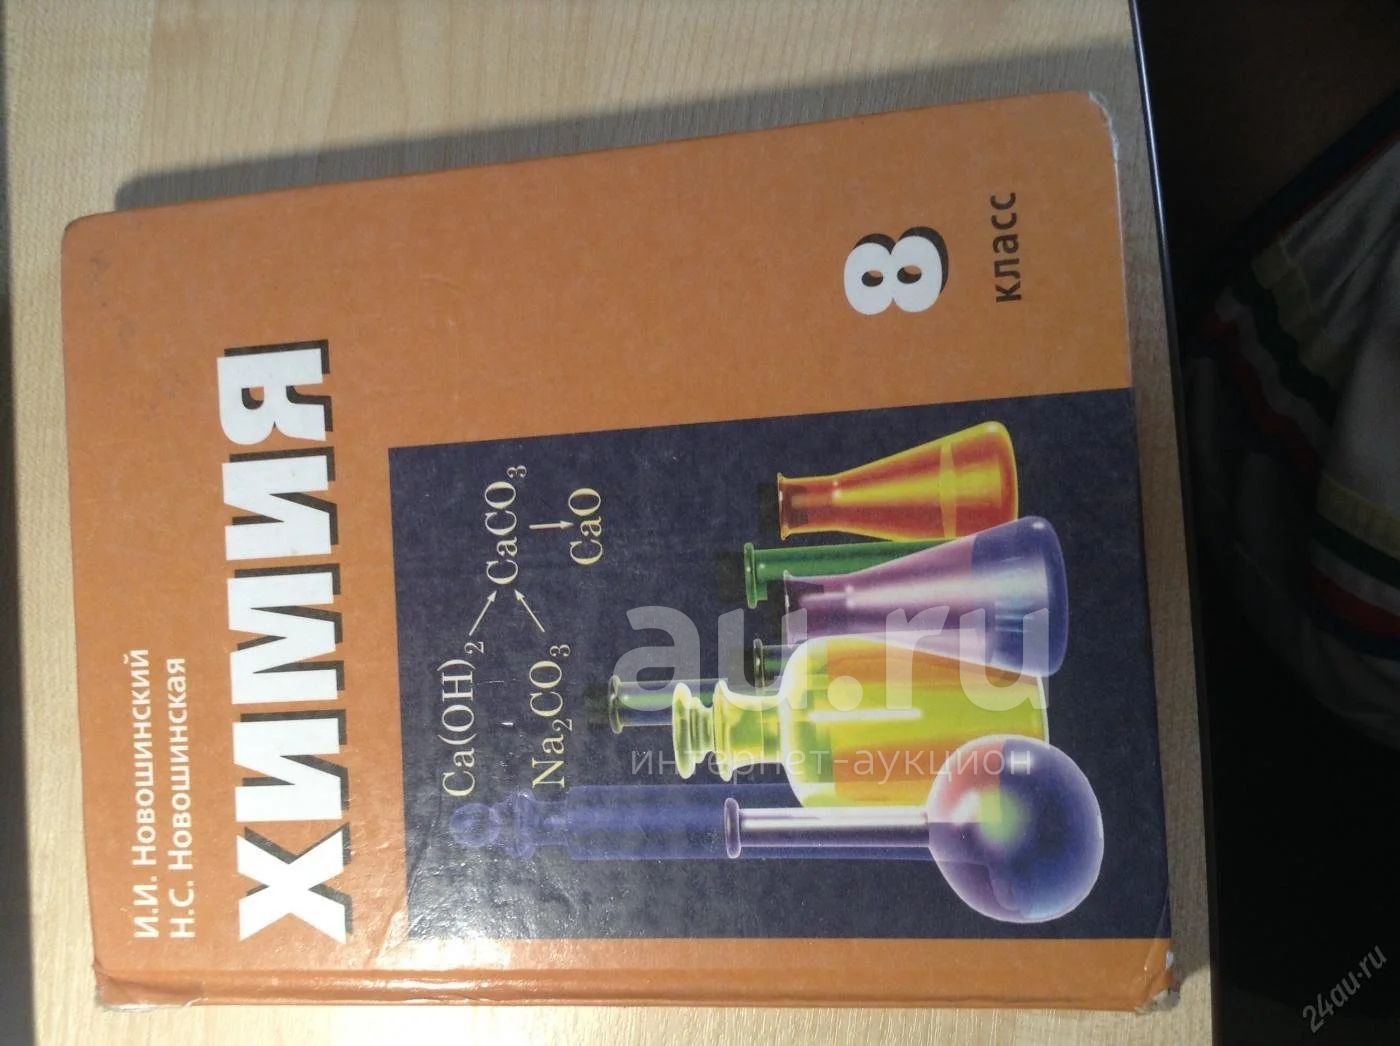 И.И. Новошинский
Н.С. Новошинская
ХИМИЯ
Ca(OH)₂
CaCO₃
Na₂CO₃
CaO
8
класс
au.ru
интернет-аукцион
24au.ru